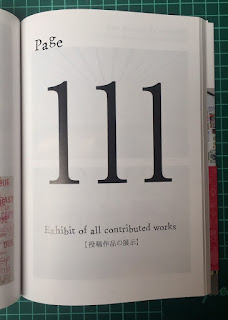 Page
111
Exhibit of all contributed works
【投稿作品の展示】